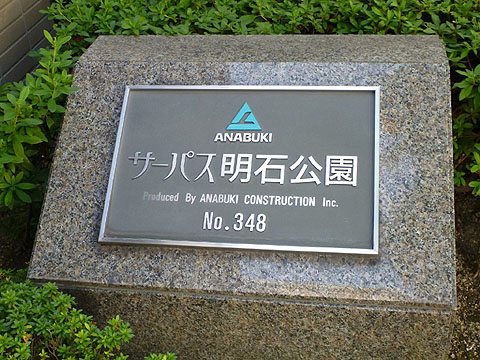 ANABUKI
サーパス明石公園
Produced By ANABUKI CONSTRUCTION Inc.
No.348